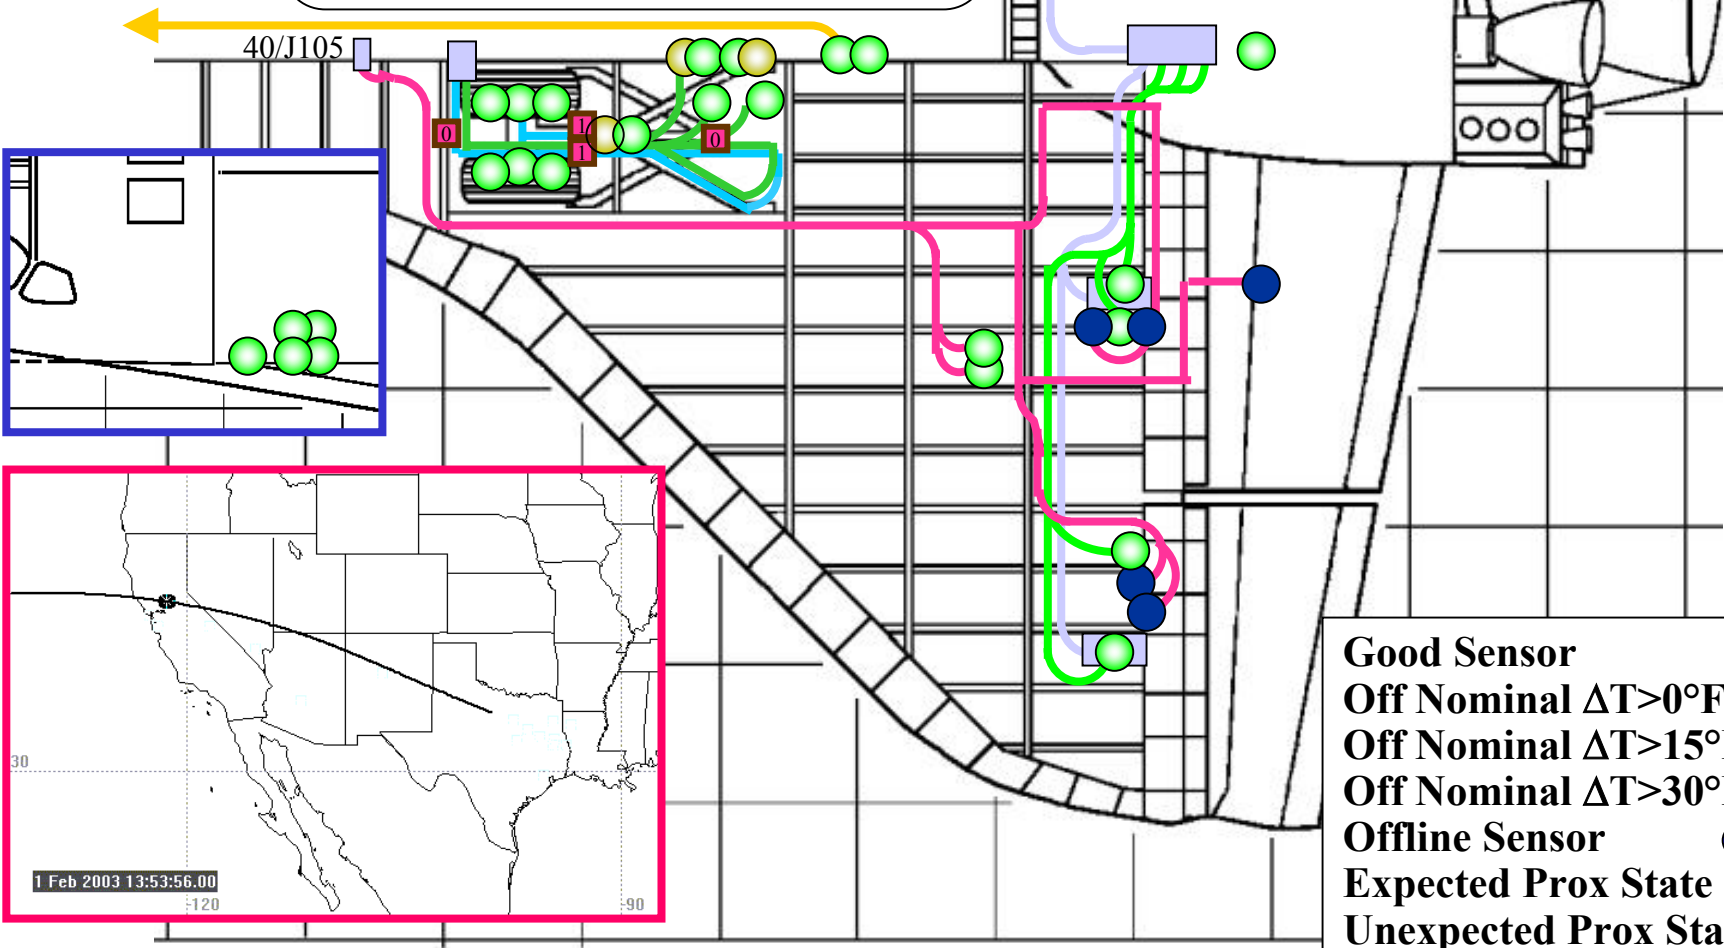 40/J105
0
1
1
0
30
1 Feb 2003 13:53:56.00
-120
-90
Good Sensor
Off Nominal ΔT>0°F
Off Nominal ΔT>15°
Off Nominal ΔT>30°
Offline Sensor
Expected Prox State
Unexpected Prox Sta